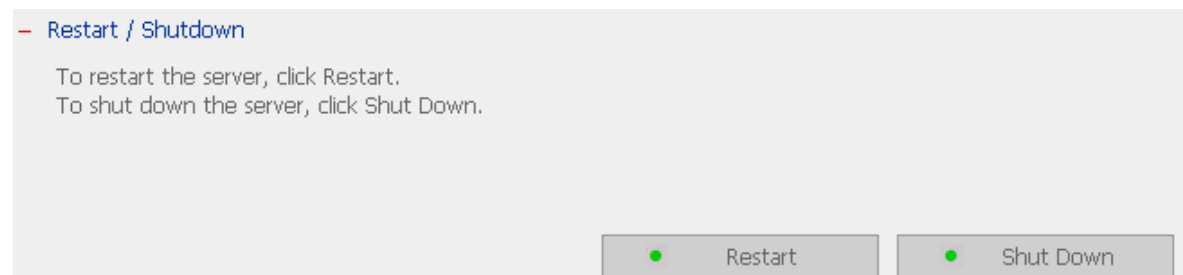 – Restart / Shutdown
To restart the server, click Restart.
To shut down the server, click Shut Down.
Restart
Shut Down